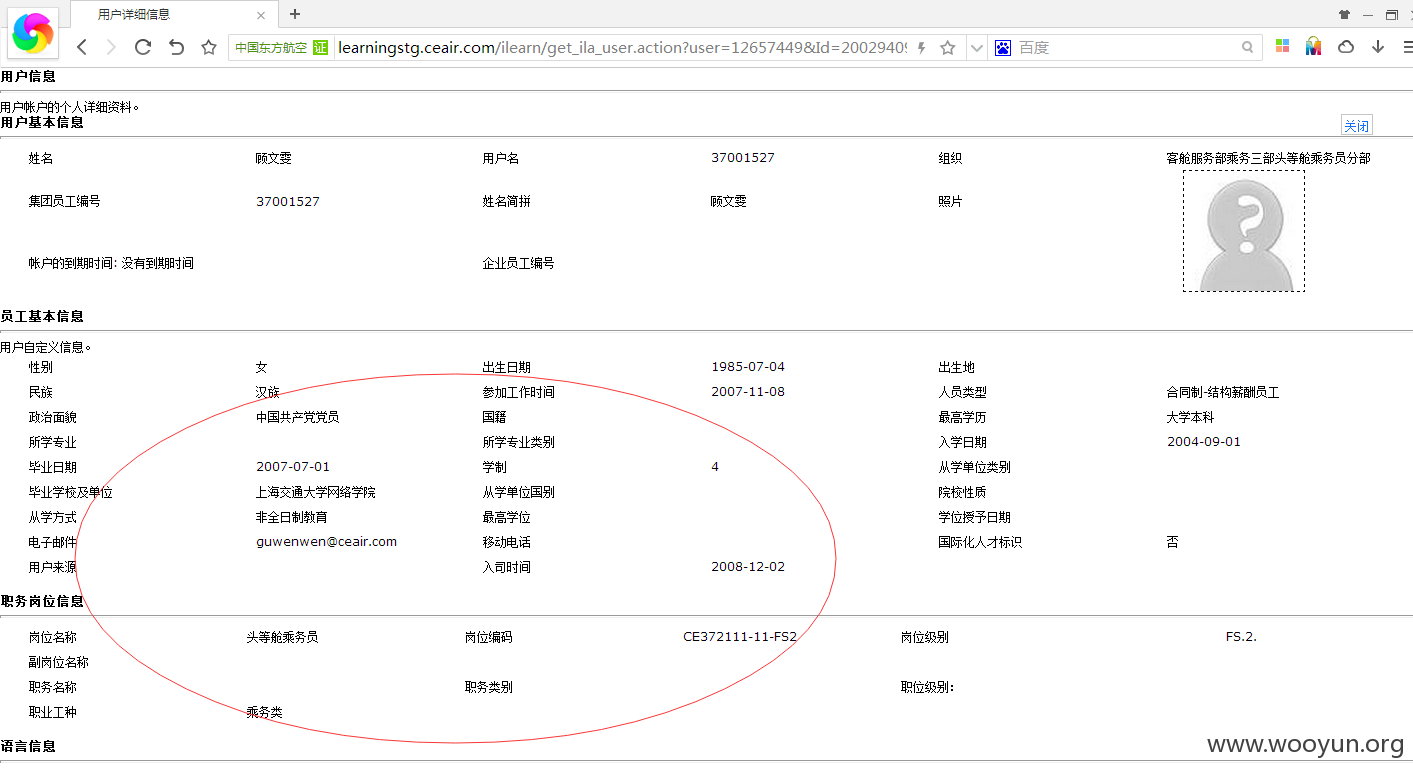 用户详细信息
中国东方航空 证 learningstg.ceair.com/ilearn/get_ila_user.action?user=12657449&Id=20029409 百度
用户信息
用户帐户的个人详细资料。
用户基本信息
关闭
姓名 顾文雯 用户名 37001527 组织 客舱服务部乘务三部头等舱乘务员分部
集团员工编号 37001527 姓名简拼 顾文雯 照片
帐户的到期时间: 没有到期时间 企业员工编号
员工基本信息
用户自定义信息。
性别 女 出生日期 1985-07-04 出生地
民族 汉族 参加工作时间 2007-11-08 人员类型 合同制-结构薪酬员工
政治面貌 中国共产党党员 国籍 最高学历 大学本科
所学专业 所学专业类别 入学日期 2004-09-01
毕业日期 2007-07-01 学制 4 从学单位类别
毕业学校及单位 上海交通大学网络学院 从学单位国别 院校性质
从学方式 非全日制教育 最高学位 学位授予日期
电子邮件 guwenwen@ceair.com 移动电话 国际化人才标识 否
用户来源 入司时间 2008-12-02
职务岗位信息
岗位名称 头等舱乘务员 岗位编码 CE372111-11-FS2 岗位级别 FS.2.
副岗位名称
职务名称 职务类别 职位级别:
职业工种 乘务类
语言信息
www.wooyun.org